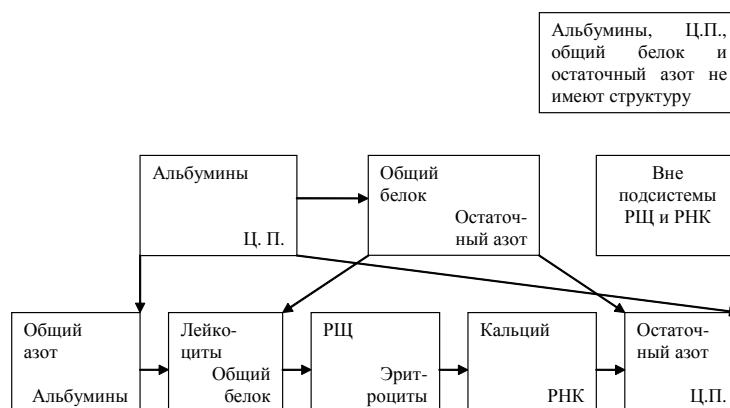 Альбумины, Ц.П.,
общий белок и
остаточный азот не
имеют структуру
Альбумины
Ц. П.
Общий
белок
Остаточ-
ный азот
Вне
подсистемы
РЩ и РНК
Общий
азот
Альбумины
Лейко-
циты
Общий
белок
РЩ
Эрит-
роциты
Кальций
РНК
Остаточ-
ный азот
Ц.П.